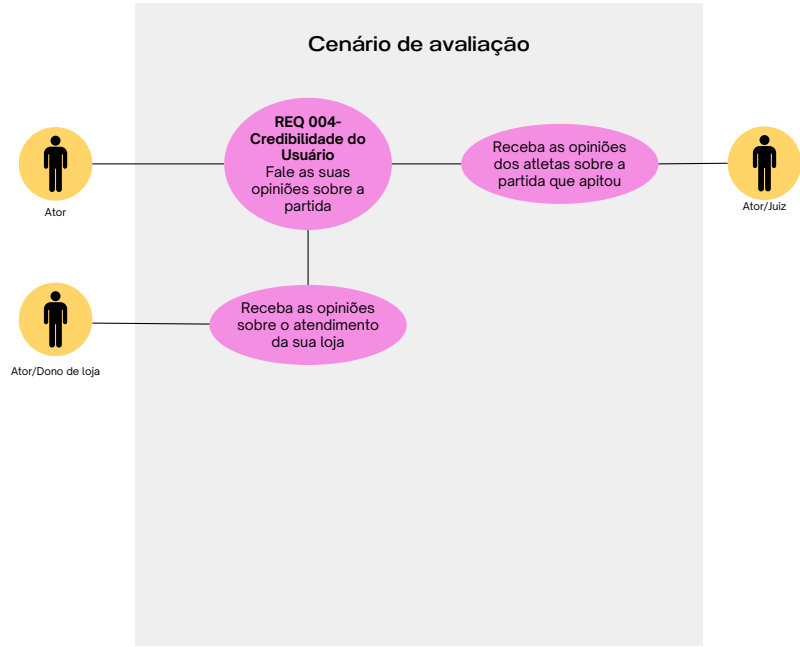 Cenário de avaliação
REQ 004-
Credibilidade do
Usuário
Fale as suas
opiniões sobre a
partida
Receba as opiniões
dos atletas sobre a
partida que apitou
Ator
Ator/Juiz
Receba as opiniões
sobre o atendimento
da sua loja
Ator/Dono de loja